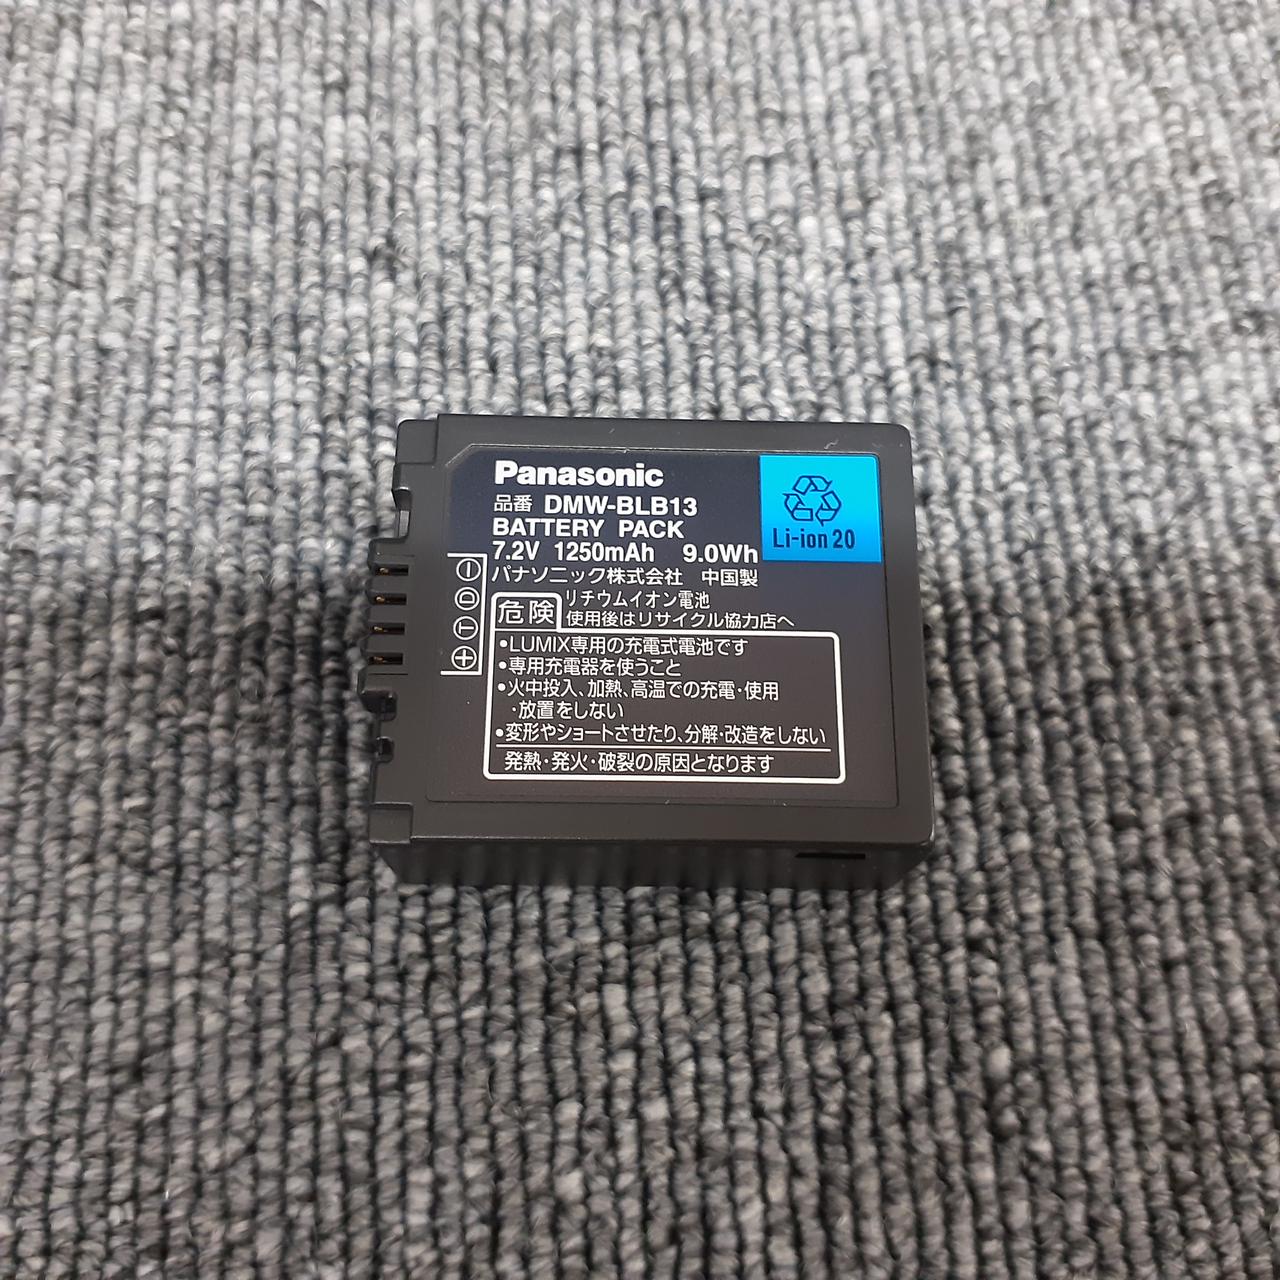 Panasonic
品番 DMW-BLB13
BATTERY PACK
7.2V 1250mAh 9.0Wh
パナソニック株式会社 中国製
Li-ion 20
危険
リチウムイオン電池
使用後はリサイクル協力店へ
•LUMIX専用の充電式電池です
•専用充電器を使うこと
•火中投入、加熱、高温での充電・使用
・放置をしない
•変形やショートさせたり、分解・改造をしない
発熱・発火・破裂の原因となります
D
T